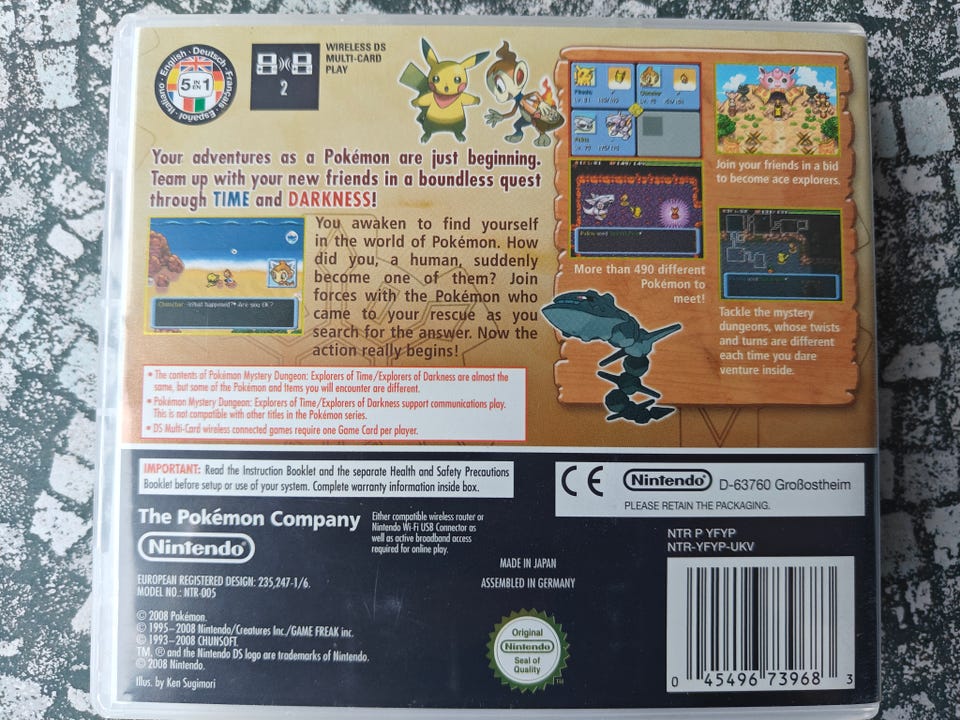 English · Deutsch · Français · Español · Italiano
5 IN EN 1
2
WIRELESS DS
MULTI-CARD
PLAY
Your adventures as a Pokémon are just beginning.
Team up with your new friends in a boundless quest
through TIME and DARKNESS!
You awaken to find yourself
in the world of Pokémon. How
did you, a human, suddenly
become one of them? Join
forces with the Pokémon who
came to your rescue as you
search for the answer. Now the
action really begins!
Chimchar: What happened? Are you OK?
Join your friends in a bid
to become ace explorers.
More than 490 different
Pokémon to
meet!
Tackle the mystery
dungeons, whose twists
and turns are different
each time you dare
venture inside.
• The contents of Pokémon Mystery Dungeon: Explorers of Time/Explorers of Darkness are almost the
same, but some of the Pokémon and items you will encounter are different.
• Pokémon Mystery Dungeon: Explorers of Time/Explorers of Darkness support communications play.
This is not compatible with other titles in the Pokémon series.
• DS Multi-Card wireless connected games require one Game Card per player.
IMPORTANT: Read the Instruction Booklet and the separate Health and Safety Precautions
Booklet before setup or use of your system. Complete warranty information inside box.
The Pokémon Company
Nintendo
Either compatible wireless router or
Nintendo Wi-Fi USB Connector as
well as active broadband access
required for online play.
EUROPEAN REGISTERED DESIGN: 235,247-1/6.
MODEL NO.: NTR-005
© 2008 Pokémon.
© 1995–2008 Nintendo/Creatures Inc./GAME FREAK inc.
© 1993–2008 CHUNSOFT.
TM, ® and the Nintendo DS logo are trademarks of Nintendo.
© 2008 Nintendo.
Illus. by Ken Sugimori
MADE IN JAPAN
ASSEMBLED IN GERMANY
Original
Nintendo
Seal of
Quality
TM
CE
Nintendo D-63760 Großostheim
PLEASE RETAIN THE PACKAGING.
NTR P YFYP
NTR-YFYP-UKV
0 45496 73968 3